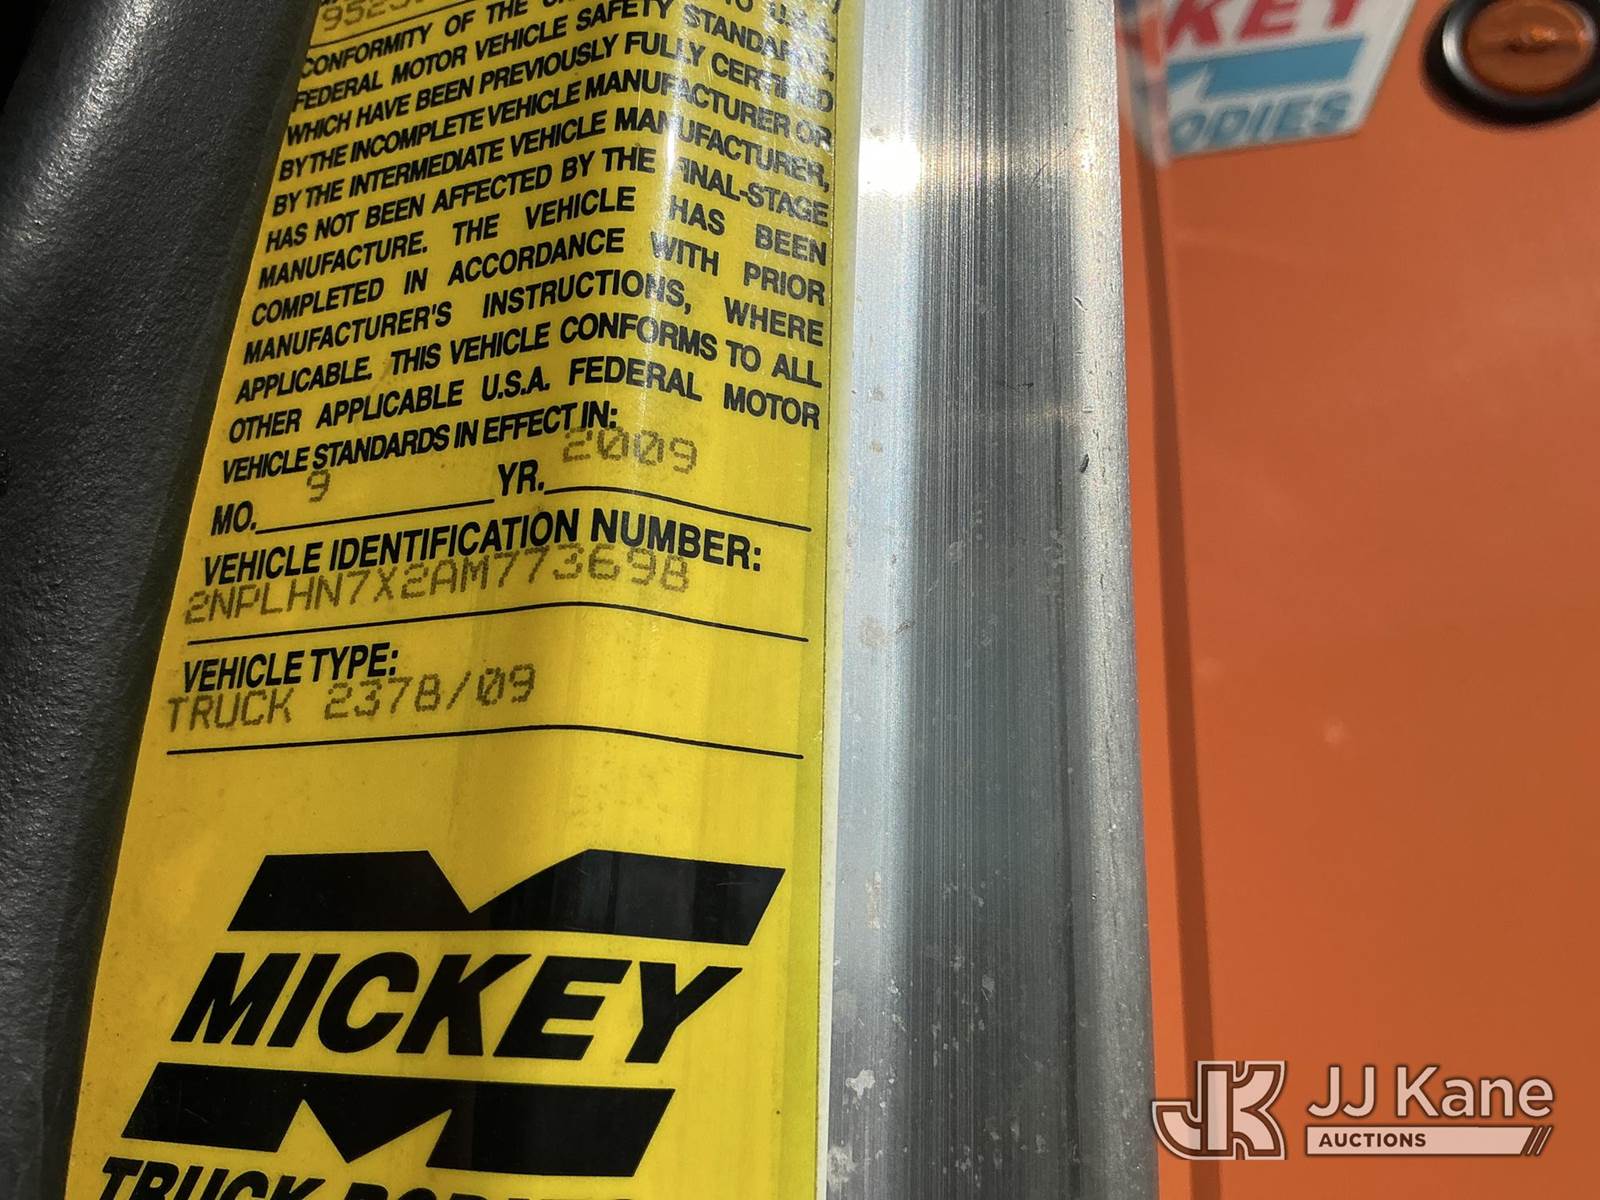 CONFORMITY OF THE
FEDERAL MOTOR VEHICLE SAFETY STANDARDS,
WHICH HAVE BEEN PREVIOUSLY FULLY CERTIFIED
BY THE INCOMPLETE VEHICLE MANUFACTURER OR
BY THE INTERMEDIATE VEHICLE MANUFACTURER,
HAS NOT BEEN AFFECTED BY THE FINAL-STAGE
MANUFACTURE. THE VEHICLE HAS BEEN
COMPLETED IN ACCORDANCE WITH PRIOR
MANUFACTURER'S INSTRUCTIONS, WHERE
APPLICABLE. THIS VEHICLE CONFORMS TO ALL
OTHER APPLICABLE U.S.A. FEDERAL MOTOR
VEHICLE STANDARDS IN EFFECT IN:
MO. 9 YR. 2009
VEHICLE IDENTIFICATION NUMBER:
2NPLHN7X2AM773698
VEHICLE TYPE:
TRUCK 2378/09
MICKEY
TRUCK BODIES
KEY
ODIES
JJ Kane
AUCTIONS